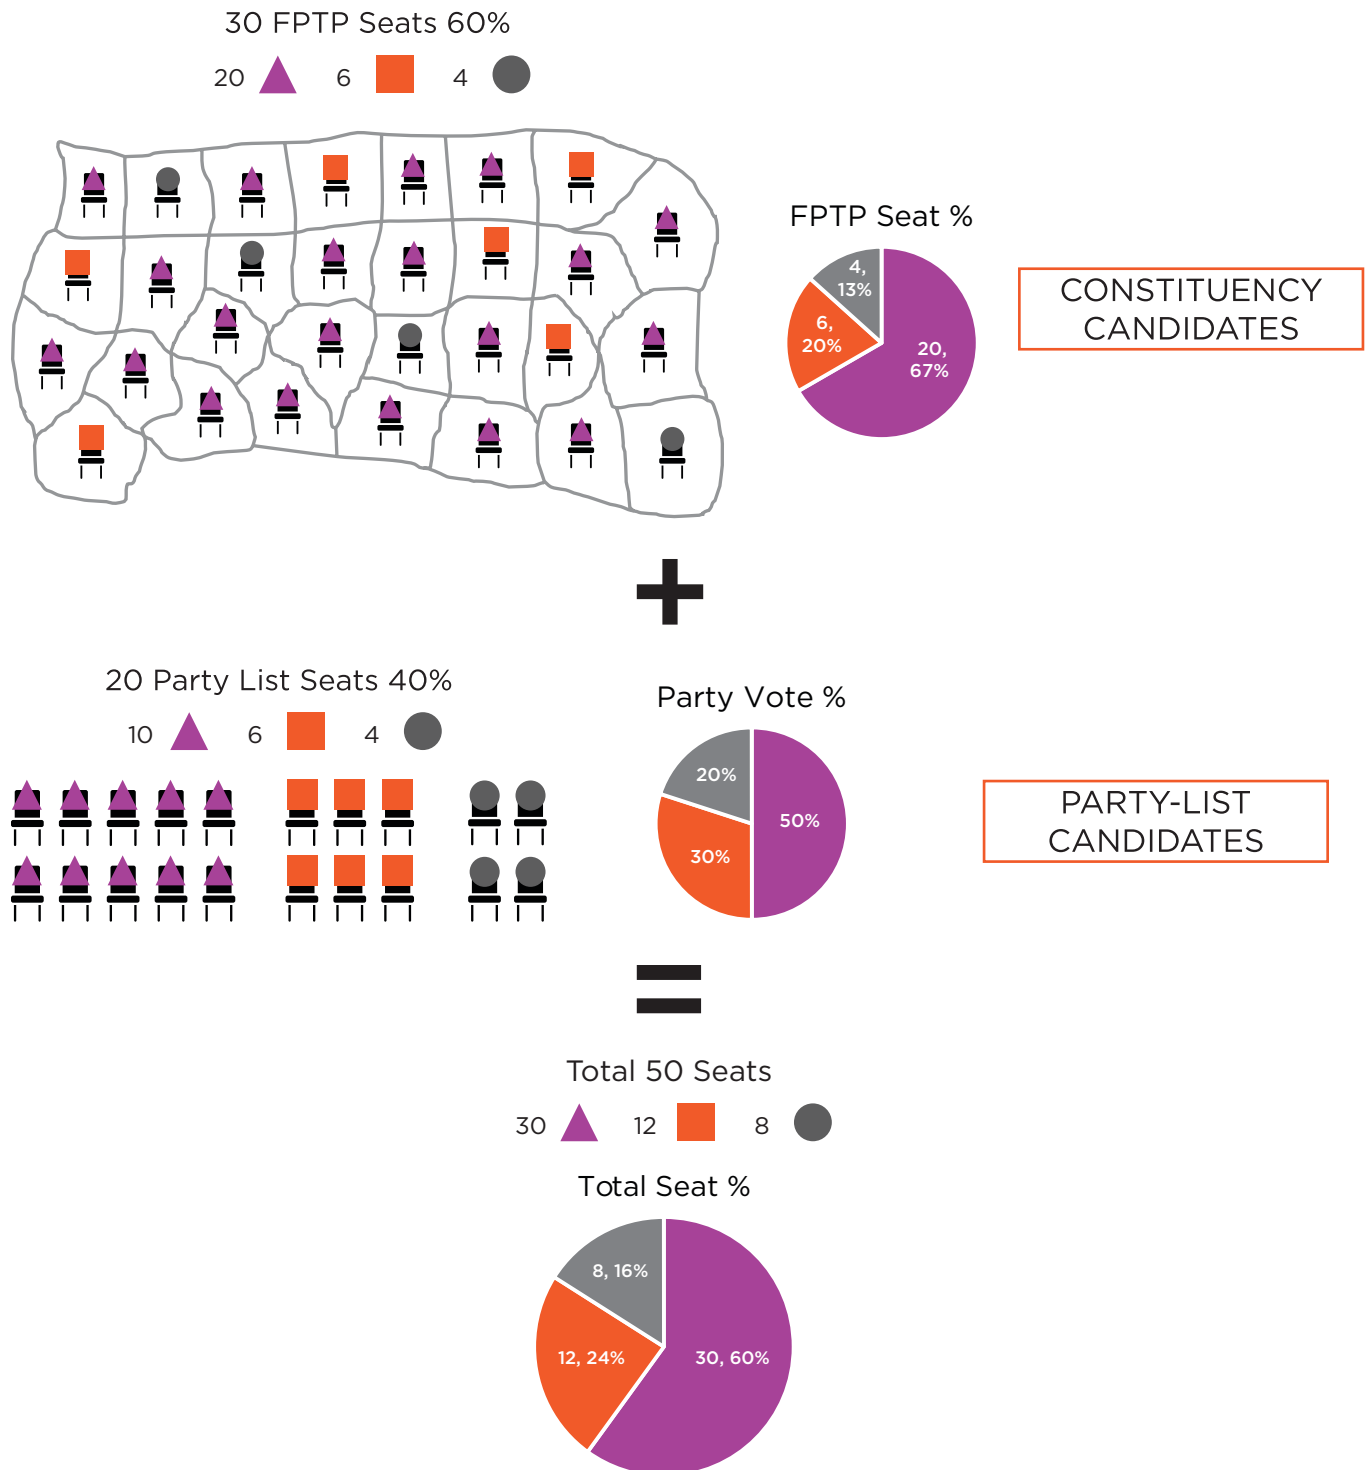 30 FPTP Seats 60%
20 6 4
FPTP Seat %
4,
13%
6,
20%
20,
67%
CONSTITUENCY
CANDIDATES
20 Party List Seats 40%
10 6 4
Party Vote %
20%
50%
30%
PARTY-LIST
CANDIDATES
Total 50 Seats
30 12 8
Total Seat %
8, 16%
12, 24%
30, 60%